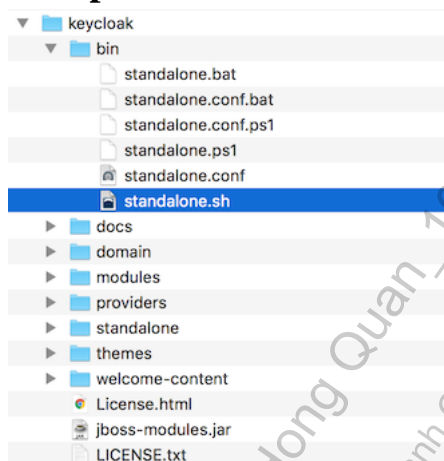 keycloak
bin
standalone.bat
standalone.conf.bat
standalone.conf.ps1
standalone.ps1
standalone.conf
standalone.sh
docs
domain
modules
providers
standalone
themes
welcome-content
License.html
jboss-modules.jar
LICENSE.txt